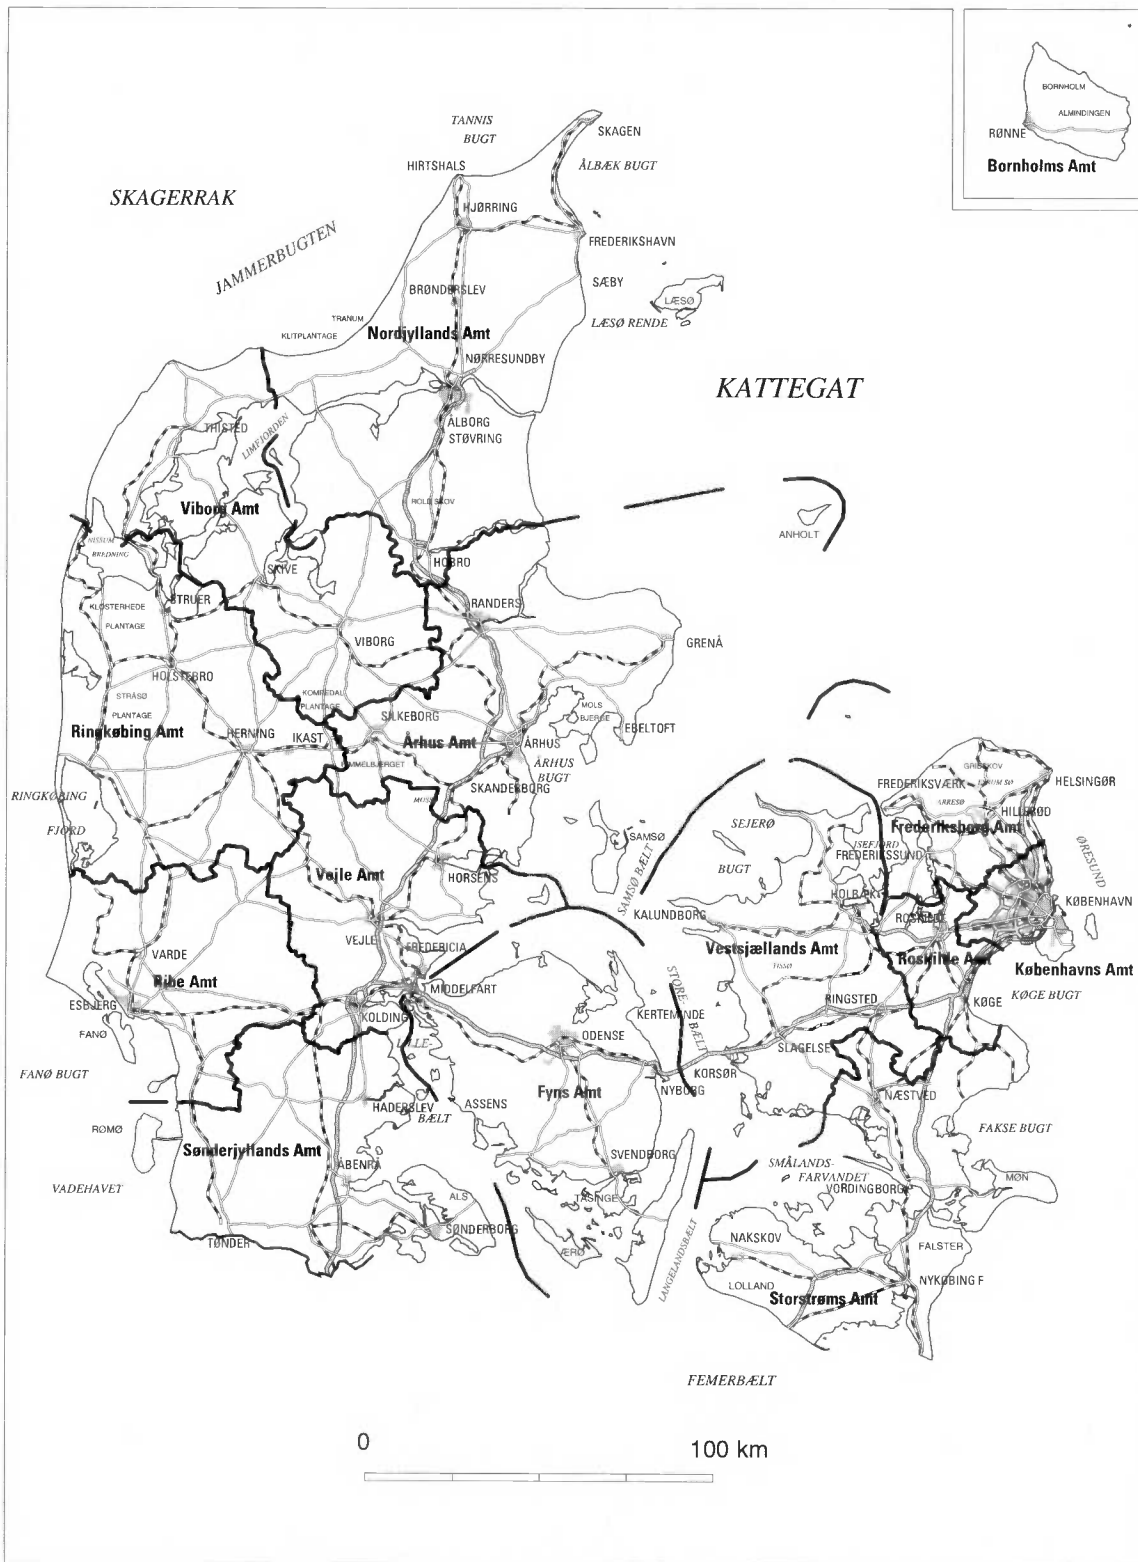 BORNHOLM
ALMINDINGEN
RØNNE
Bornholms Amt
TANNIS
BUGT
SKAGEN
HIRTSHALS
ÅLBÆK BUGT
SKAGERRAK
HJØRRING
FREDERIKSHAVN
JAMMERBUGTEN
BRØNDERSLEV
SÆBY
LÆSØ
TRANUM
KLITPLANTAGE
Nordjyllands Amt
LÆSØ RENDE
NØRRESUNDBY
KATTEGAT
THISTED
LIMFJORDEN
ÅLBORG
STØVRING
ROLD SKOV
Viborg Amt
NISSUM
BREDNING
ANHOLT
HOBRO
SKIVE
STRUER
KLOSTERHEDE
PLANTAGE
RANDERS
VIBORG
GRENÅ
HOLSTEBRO
STRÅSØ
PLANTAGE
KOMPEDAL
PLANTAGE
SILKEBORG
MOLS
BJERGE
EBELTOFT
Ringkøbing Amt
HERNING
IKAST
Århus Amt
ÅRHUS
ÅRHUS
BUGT
HIMMELBJERGET
SKANDERBORG
RINGKØBING
FJORD
FREDERIKSVÆRK
GRIBSKOV
ESRUM SØ
HELSINGØR
ARRESØ
HILLERØD
Frederiksborg Amt
SEJERØ
BUGT
SAMSØ
SAMSØ BÆLT
ISEFJORD
FREDERIKSSUND
ØRESUND
Vejle Amt
HORSENS
HOLBÆK
KALUNDBORG
ROSKILDE
KØBENHAVN
VEJLE
FREDERICIA
Vestsjællands Amt
TISSØ
Roskilde Amt
Københavns Amt
VARDE
Ribe Amt
MIDDELFART
STORE-
BÆLT
KØGE BUGT
ESBJERG
FANØ
KOLDING
KERTEMINDE
RINGSTED
KØGE
LILLE-
BÆLT
ODENSE
SLAGELSE
FANØ BUGT
KORSØR
NYBORG
Fyns Amt
HADERSLEV
ASSENS
NÆSTVED
RØMØ
FAKSE BUGT
Sønderjyllands Amt
SVENDBORG
SMÅLANDS-
FARVANDET
VADEHAVET
ÅBENRÅ
MØN
ALS
TÅSINGE
VORDINGBORG
SØNDERBORG
TØNDER
ÆRØ
LANGELANDSBÆLT
NAKSKOV
FALSTER
LOLLAND
NYKØBING F
Storstrøms Amt
FEMERBÆLT
0
100 km